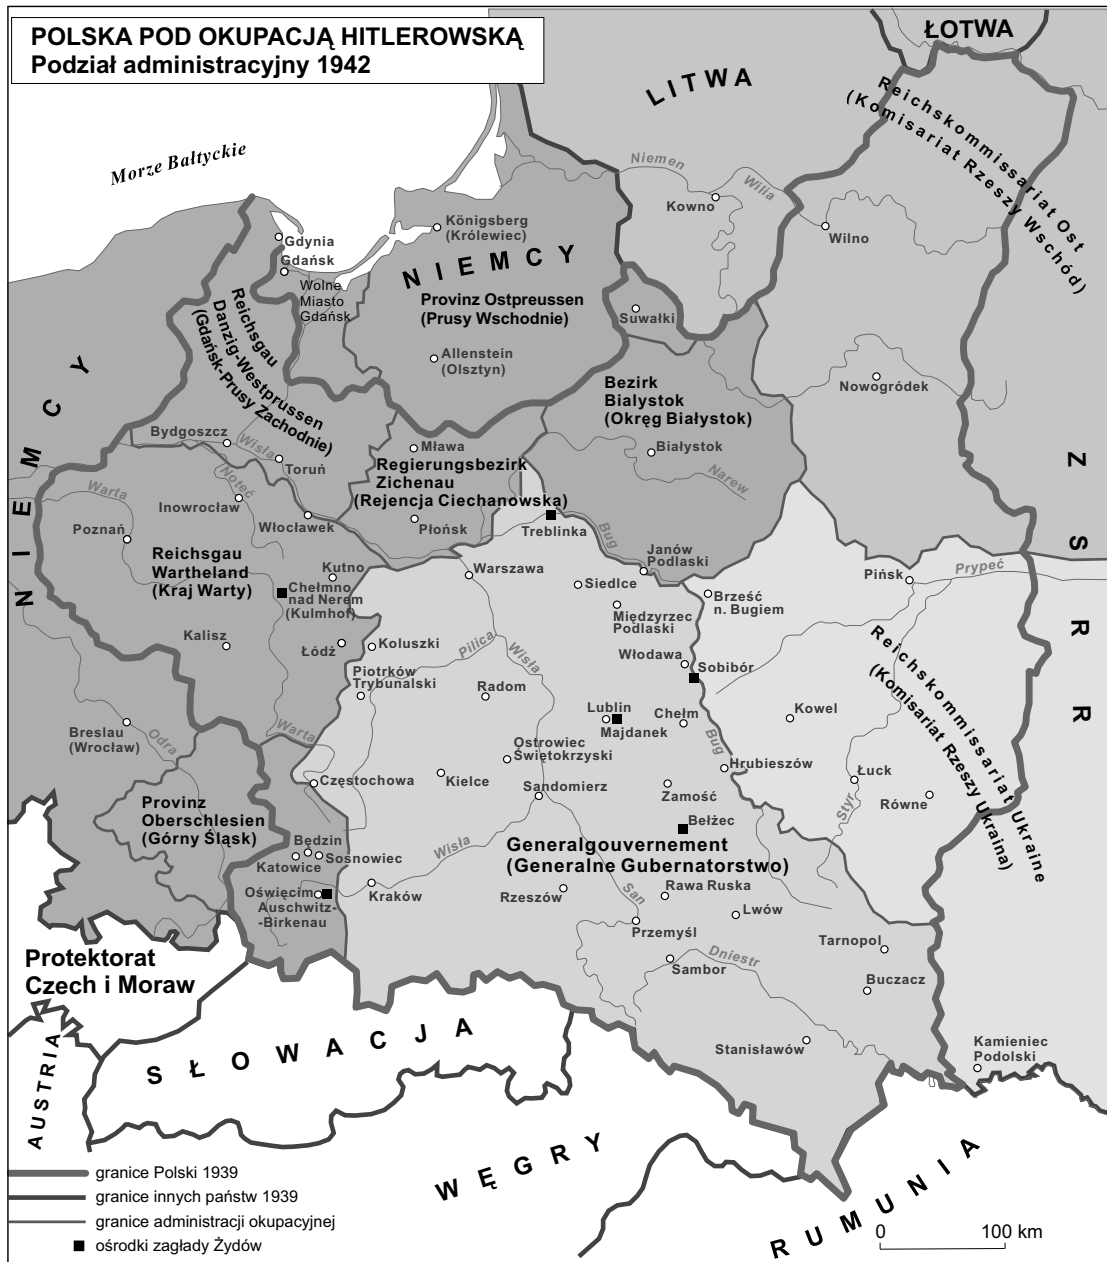 POLSKA POD OKUPACJĄ HITLEROWSKĄ
Podział administracyjny 1942
ŁOTWA
LITWA
Reichskommissariat Ost
(Komisariat Rzeszy Wschód)
Morze Bałtyckie
Niemen
Wilia
Kowno
Wilno
Königsberg
(Królewiec)
Gdynia
Gdańsk
Wolne
Miasto
Gdańsk
NIEMCY
Provinz Ostpreussen
(Prusy Wschodnie)
Suwałki
Reichsgau
Danzig-Westprussen
(Gdańsk-Prusy Zachodnie)
Allenstein
(Olsztyn)
Nowogródek
NIEMCY
Bezirk
Bialystok
(Okręg Białystok)
Bydgoszcz
Wisła
Toruń
Mława
Białystok
Narew
Regierungsbezirk
Zichenau
(Rejencja Ciechanowska)
Warta
Noteć
Inowrocław
Włocławek
Płońsk
Treblinka
Bug
Poznań
Reichsgau
Wartheland
(Kraj Warty)
Kutno
Chełmno
nad Nerem
(Kulmhof)
Warszawa
Siedlce
Janów
Podlaski
Brześć
n. Bugiem
Pińsk
Prypeć
ZSRR
Międzyrzec
Podlaski
Kalisz
Łódź
Koluszki
Pilica
Wisła
Włodawa
Sobibór
Reichskommissariat Ukraine
(Komisariat Rzeszy Ukraina)
Piotrków
Trybunalski
Radom
Lublin
Majdanek
Chełm
Kowel
Breslau
(Wrocław)
Odra
Warta
Ostrowiec
Świętokrzyski
Bug
Hrubieszów
Częstochowa
Kielce
Sandomierz
Zamość
Łuck
Styr
Równe
Provinz
Oberschlesien
(Górny Śląsk)
Bełżec
Będzin
Sosnowiec
Katowice
Wisła
Generalgouvernement
(Generalne Gubernatorstwo)
Oświęcim
Auschwitz-
-Birkenau
Kraków
Rzeszów
San
Rawa Ruska
Lwów
Przemyśl
Tarnopol
Protektorat
Czech i Moraw
Sambor
Dniestr
Buczacz
Stanisławów
Kamieniec
Podolski
SŁOWACJA
AUSTRIA
WĘGRY
RUMUNIA
granice Polski 1939
granice innych państw 1939
granice administracji okupacyjnej
ośrodki zagłady Żydów
0 100 km